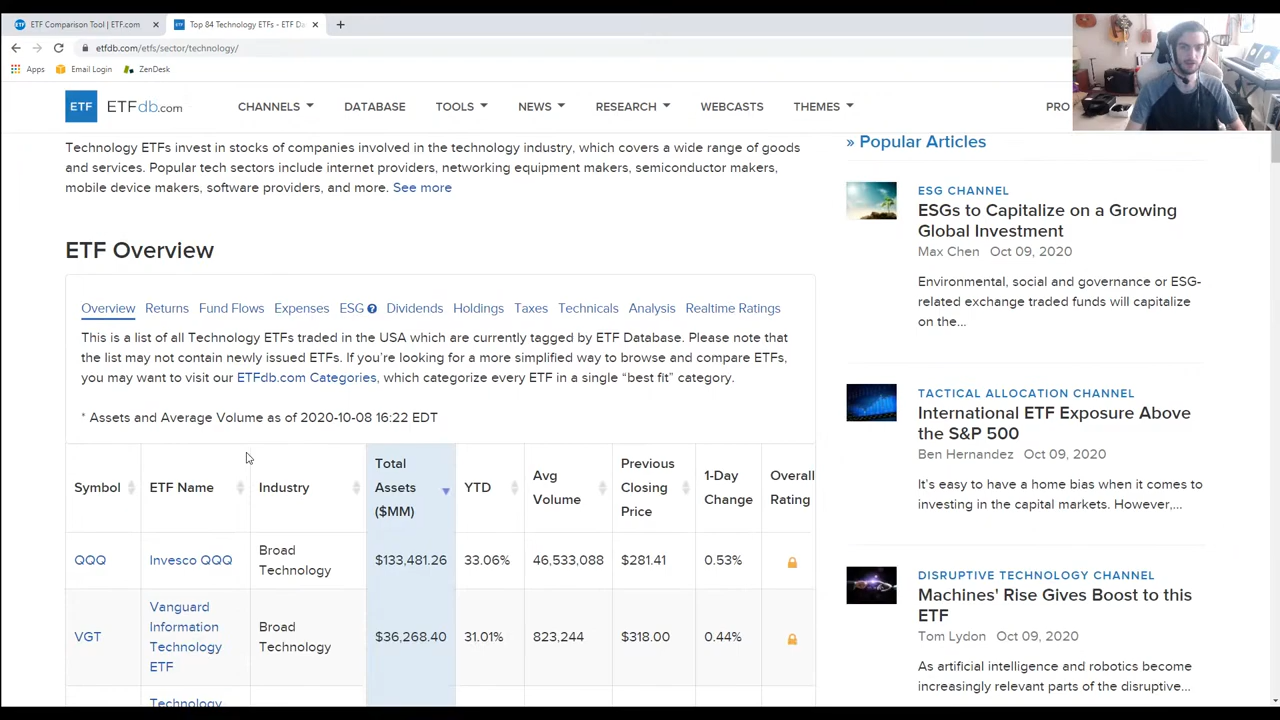 ETF Comparison Tool | ETF.com
Top 84 Technology ETFs - ETF Da
etfdb.com/etfs/sector/technology/
Apps
Email Login
ZenDesk
ETF
ETFdb.com
CHANNELS
DATABASE
TOOLS
NEWS
RESEARCH
WEBCASTS
THEMES
PRO
Technology ETFs invest in stocks of companies involved in the technology industry, which covers a wide range of goods
and services. Popular tech sectors include internet providers, networking equipment makers, semiconductor makers,
mobile device makers, software providers, and more. See more
ETF Overview
Overview Returns Fund Flows Expenses ESG Dividends Holdings Taxes Technicals Analysis Realtime Ratings
This is a list of all Technology ETFs traded in the USA which are currently tagged by ETF Database. Please note that
the list may not contain newly issued ETFs. If you're looking for a more simplified way to browse and compare ETFs,
you may want to visit our ETFdb.com Categories, which categorize every ETF in a single “best fit” category.
* Assets and Average Volume as of 2020-10-08 16:22 EDT
Symbol
ETF Name
Industry
Total
Assets
($MM)
YTD
Avg
Volume
Previous
Closing
Price
1-Day
Change
Overall
Rating
QQQ
Invesco QQQ
Broad
Technology
$133,481.26
33.06%
46,533,088
$281.41
0.53%
VGT
Vanguard
Information
Technology
ETF
Broad
Technology
$36,268.40
31.01%
823,244
$318.00
0.44%
Technology
» Popular Articles
ESG CHANNEL
ESGs to Capitalize on a Growing
Global Investment
Max Chen Oct 09, 2020
Environmental, social and governance or ESG-
related exchange traded funds will capitalize
on the...
TACTICAL ALLOCATION CHANNEL
International ETF Exposure Above
the S&P 500
Ben Hernandez Oct 09, 2020
It's easy to have a home bias when it comes to
investing in the capital markets. However,...
DISRUPTIVE TECHNOLOGY CHANNEL
Machines' Rise Gives Boost to this
ETF
Tom Lydon Oct 09, 2020
As artificial intelligence and robotics become
increasingly relevant parts of the disruptive...